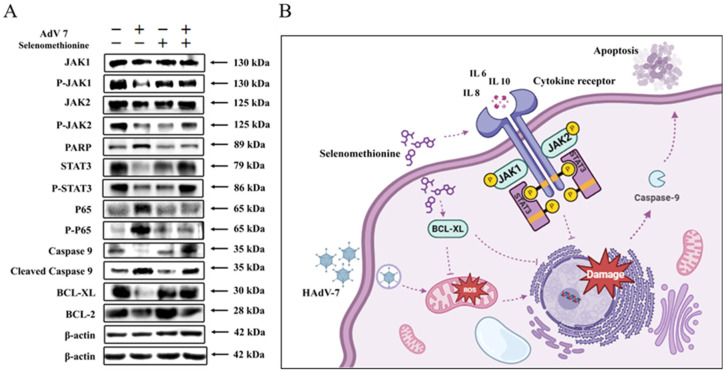 A
AdV 7 − + − +
Selenomethionine − − + +
JAK1 130 kDa
P-JAK1 130 kDa
JAK2 125 kDa
P-JAK2 125 kDa
PARP 89 kDa
STAT3 79 kDa
P-STAT3 86 kDa
P65 65 kDa
P-P65 65 kDa
Caspase 9 35 kDa
Cleaved Caspase 9 35 kDa
BCL-XL 30 kDa
BCL-2 28 kDa
β-actin 42 kDa
β-actin 42 kDa
B
Apoptosis
IL 6
IL 10
IL 8
Cytokine receptor
Selenomethionine
P
JAK2
JAK1
P
P
P
P
P
STAT3
STAT3
P
P
Caspase-9
BCL-XL
HAdV-7
ROS
Damage